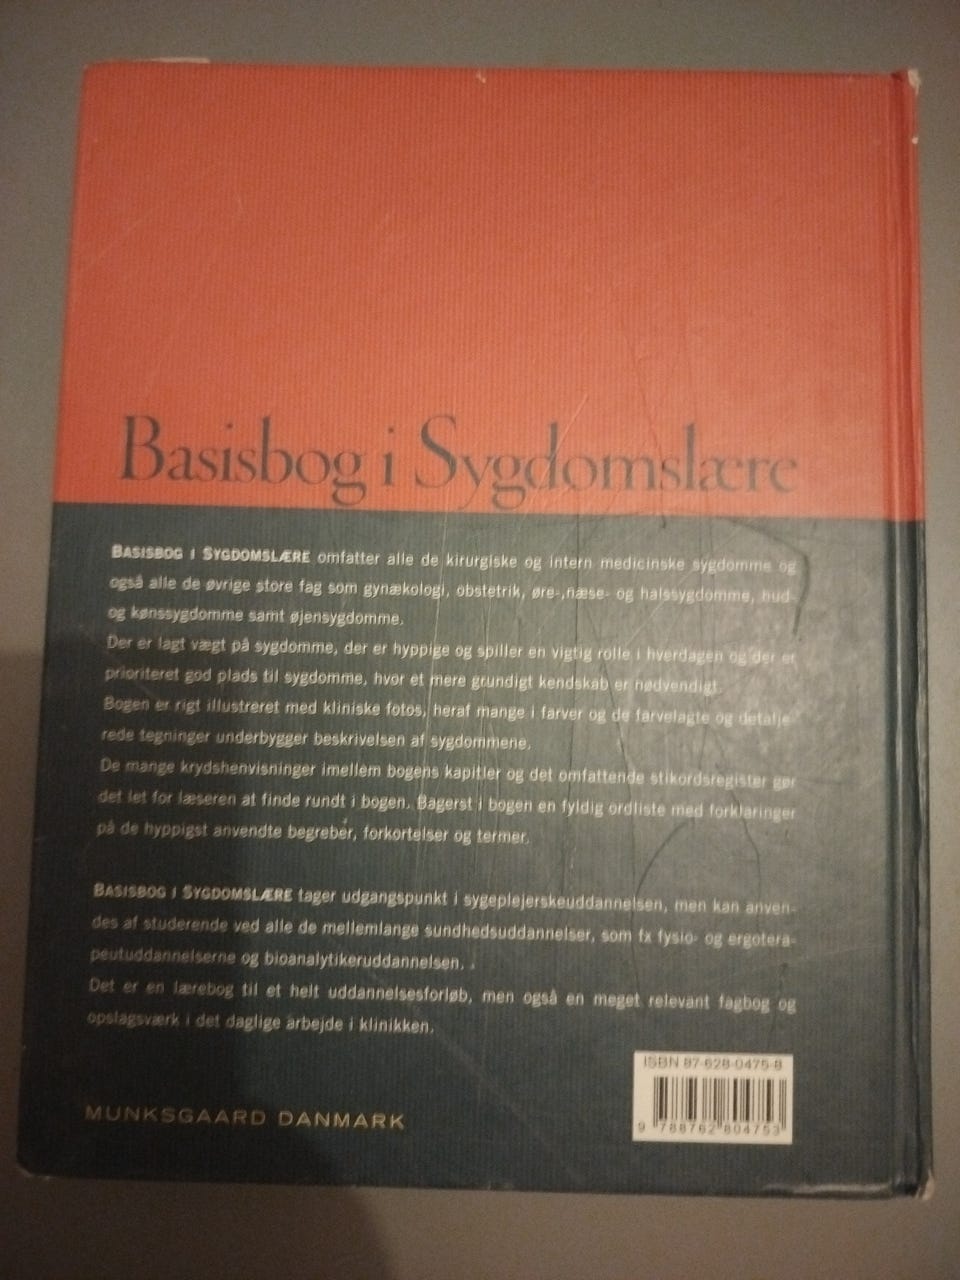 Basisbog i Sygdomslære
BASISBOG I SYGDOMSLÆRE omfatter alle de kirurgiske og intern medicinske sygdomme og
også alle de øvrige store fag som gynækologi, obstetrik, øre-,næse- og halssygdomme, hud-
og kønssygdomme samt øjensygdomme.
Der er lagt vægt på sygdomme, der er hyppige og spiller en vigtig rolle i hverdagen og der er
prioriteret god plads til sygdomme, hvor et mere grundigt kendskab er nødvendigt.
Bogen er rigt illustreret med kliniske fotos, heraf mange i farver og de farvelagte og detalje-
rede tegninger underbygger beskrivelsen af sygdommene.
De mange krydshenvisninger imellem bogens kapitler og det omfattende stikordsregister gør
det let for læseren at finde rundt i bogen. Bagerst i bogen en fyldig ordliste med forklaringer
på de hyppigst anvendte begreber, forkortelser og termer.
BASISBOG I SYGDOMSLÆRE tager udgangspunkt i sygeplejerskeuddannelsen, men kan anven-
des af studerende ved alle de mellemlange sundhedsuddannelser, som fx fysio- og ergotera-
peutuddannelserne og bioanalytikeruddannelsen.
Det er en lærebog til et helt uddannelsesforløb, men også en meget relevant fagbog og
opslagsværk i det daglige arbejde i klinikken.
ISBN 87-628-0475-8
9 788762 804753
MUNKSGAARD DANMARK